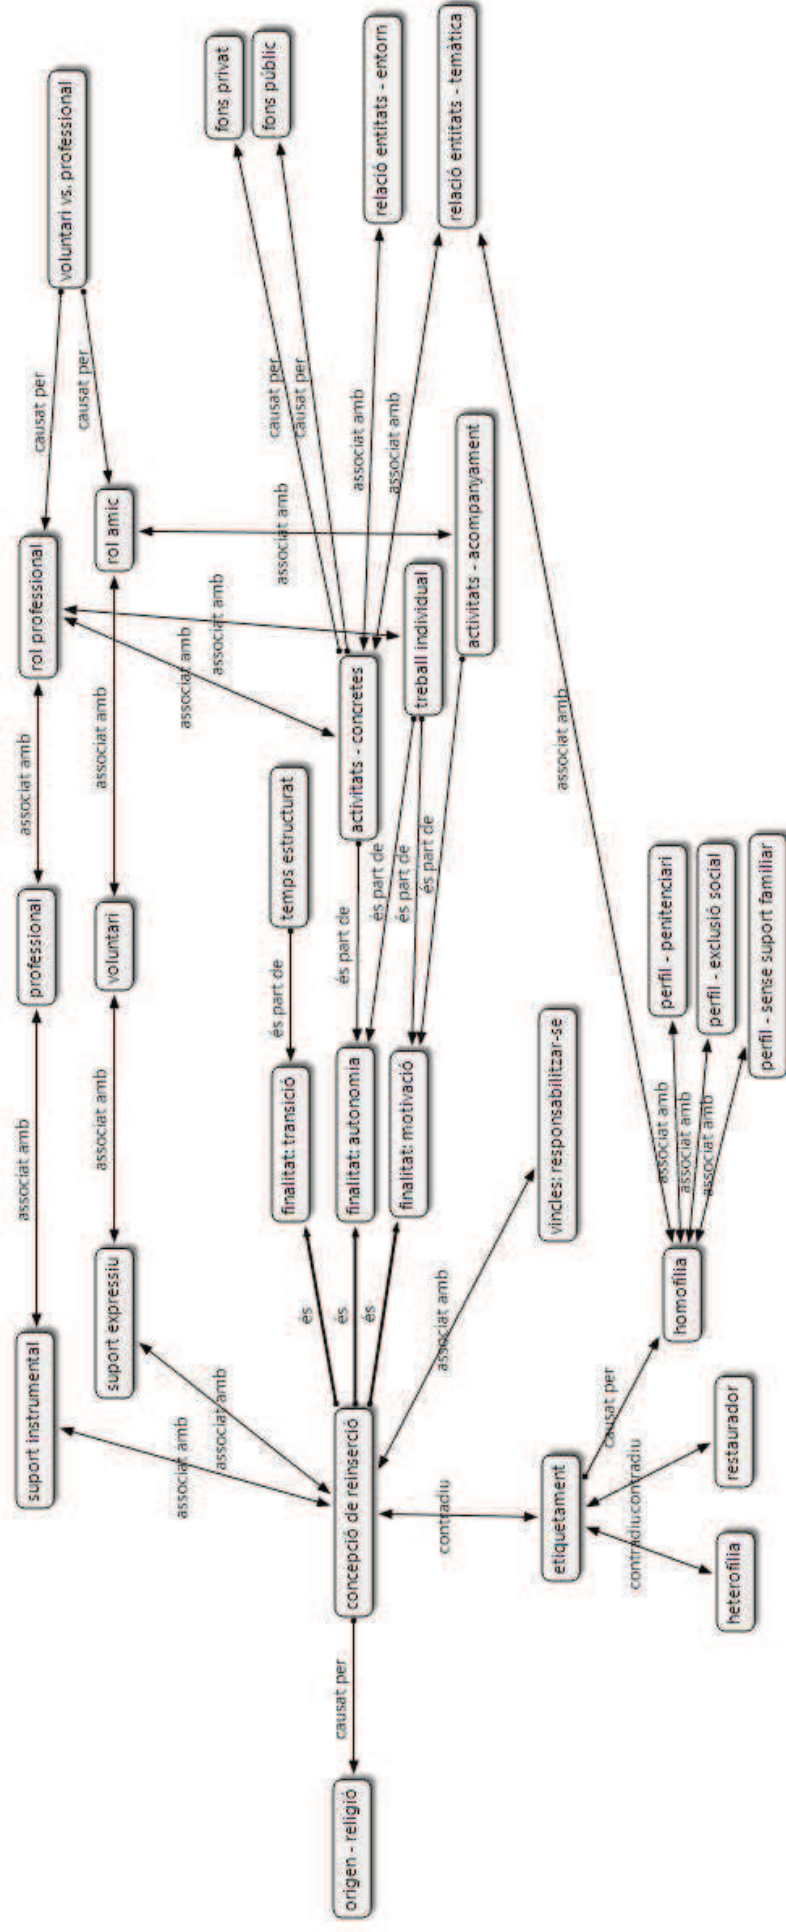 voluntari vs. professional
fons privat
fons públic
relació entitats - entorn
relació entitats - temàtica
causat per
causat per
causat per
causat per
associat amb
associat amb
rol professional
rol amic
associat amb
activitats - acompanyament
treball individual
associat amb
associat amb
associat amb
associat amb
associat amb
activitats - concretes
temps estructurat
professional
voluntari
és part de
és part de
és part de
és part de
és part de
perfil - penitenciari
perfil - exclusió social
perfil - sense suport familiar
associat amb
associat amb
finalitat: transició
finalitat: autonomia
finalitat: motivació
vincles: responsabilitzar-se
associat amb
associat amb
associat amb
suport instrumental
suport expressiu
és
és
és
associat amb
homofília
associat amb
associat amb
concepció de reinserció
contradiu
causat per
etiquetament
contradiu
contradiu
restaurador
heterofília
causat per
origen - religió